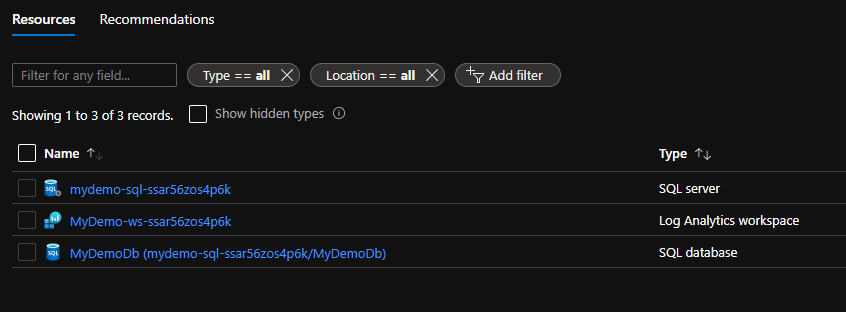 Resources Recommendations
Filter for any field... Type == all Location == all Add filter
Showing 1 to 3 of 3 records. Show hidden types
Name Type
SQL mydemo-sql-ssar56zos4p6k SQL server
MyDemo-ws-ssar56zos4p6k Log Analytics workspace
SQL MyDemoDb (mydemo-sql-ssar56zos4p6k/MyDemoDb) SQL database